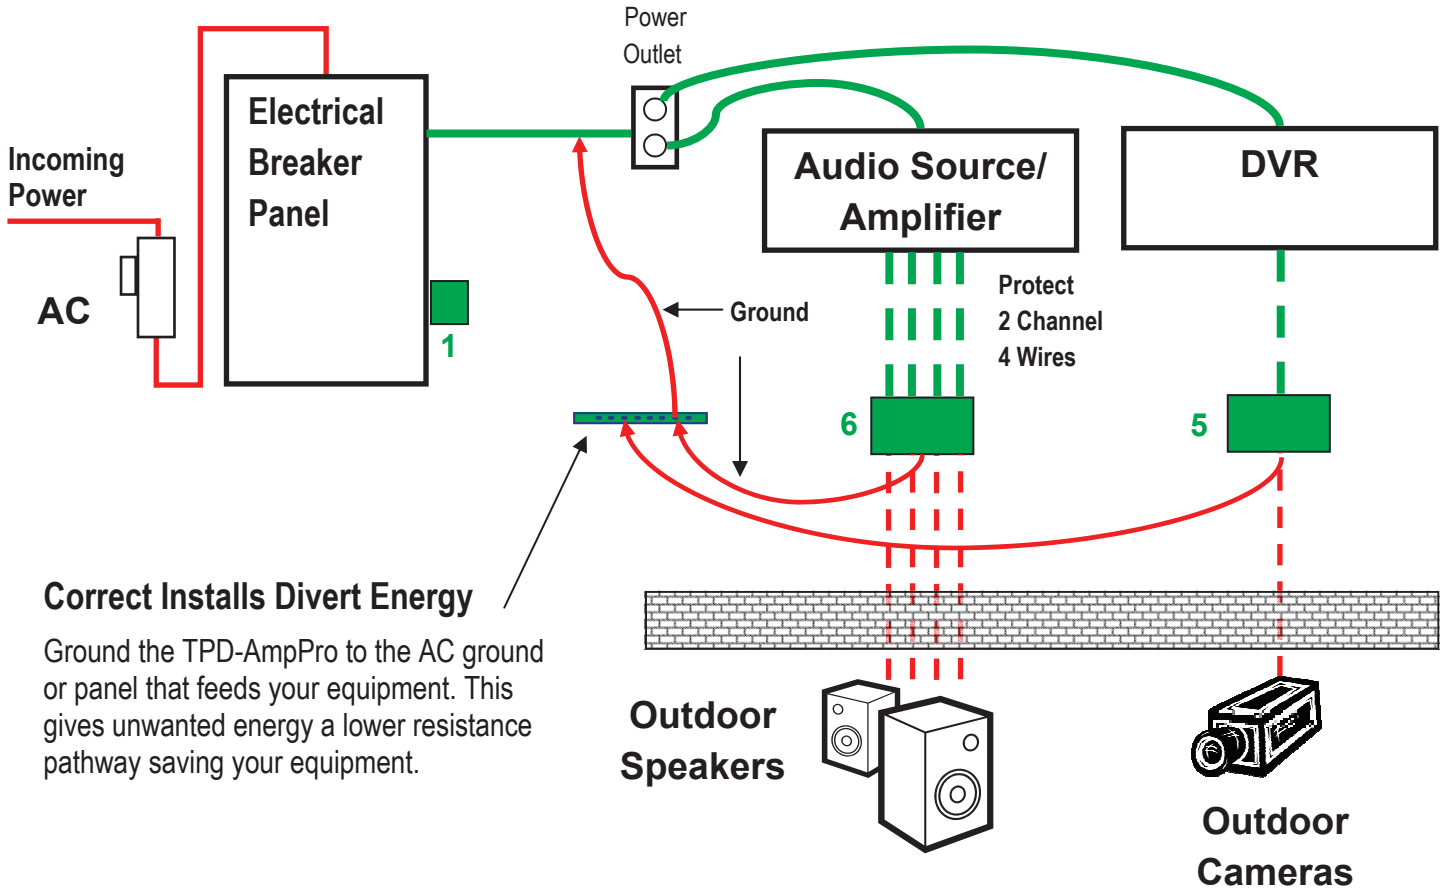 Power
Outlet
Electrical
Breaker
Panel
Incoming
Power
AC
1
Audio Source/
Amplifier
DVR
Protect
2 Channel
4 Wires
Ground
6
5
Correct Installs Divert Energy
Ground the TPD-AmpPro to the AC ground
or panel that feeds your equipment. This
gives unwanted energy a lower resistance
pathway saving your equipment.
Outdoor
Speakers
Outdoor
Cameras